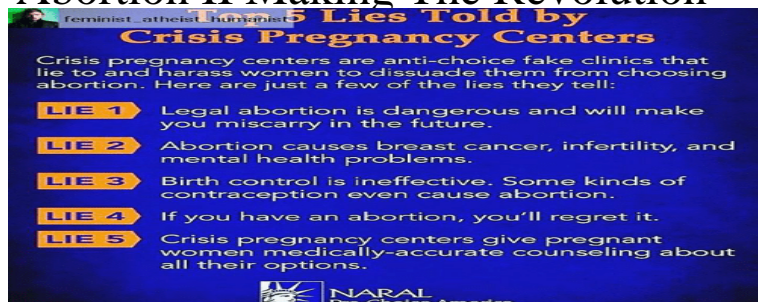 Abortion II Making The Revolution
feminist_atheist_humanist
Top 5 Lies Told by
Crisis Pregnancy Centers
Crisis pregnancy centers are anti-choice fake clinics that
lie to and harass women to dissuade them from choosing
abortion. Here are just a few of the lies they tell:
LIE 1 Legal abortion is dangerous and will make
you miscarry in the future.
LIE 2 Abortion causes breast cancer, infertility, and
mental health problems.
LIE 3 Birth control is ineffective. Some kinds of
contraception even cause abortion.
LIE 4 If you have an abortion, you'll regret it.
LIE 5 Crisis pregnancy centers give pregnant
women medically-accurate counseling about
all their options.
NARAL
Pro-Choice America